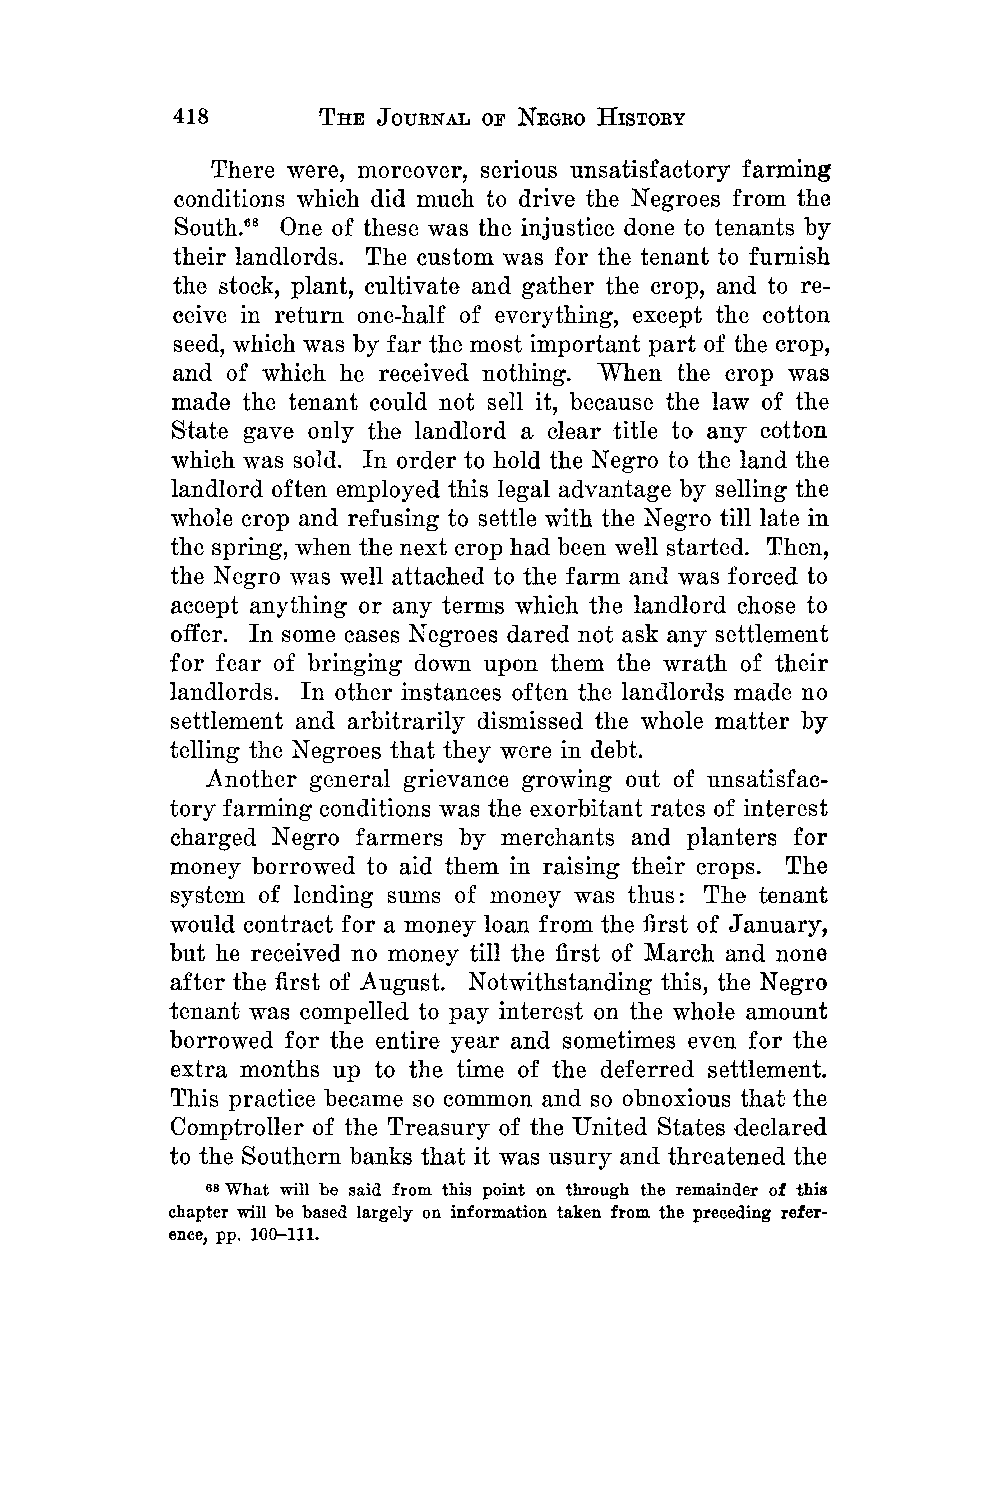 418 THE JOURNAL OF NEGRO HISTORY
There were, moreover, serious unsatisfactory farming
conditions which did much to drive the Negroes from the
South.⁶⁸ One of these was the injustice done to tenants by
their landlords. The custom was for the tenant to furnish
the stock, plant, cultivate and gather the crop, and to re-
ceive in return one-half of everything, except the cotton
seed, which was by far the most important part of the crop,
and of which he received nothing. When the crop was
made the tenant could not sell it, because the law of the
State gave only the landlord a clear title to any cotton
which was sold. In order to hold the Negro to the land the
landlord often employed this legal advantage by selling the
whole crop and refusing to settle with the Negro till late in
the spring, when the next crop had been well started. Then,
the Negro was well attached to the farm and was forced to
accept anything or any terms which the landlord chose to
offer. In some cases Negroes dared not ask any settlement
for fear of bringing down upon them the wrath of their
landlords. In other instances often the landlords made no
settlement and arbitrarily dismissed the whole matter by
telling the Negroes that they were in debt.
Another general grievance growing out of unsatisfac-
tory farming conditions was the exorbitant rates of interest
charged Negro farmers by merchants and planters for
money borrowed to aid them in raising their crops. The
system of lending sums of money was thus: The tenant
would contract for a money loan from the first of January,
but he received no money till the first of March and none
after the first of August. Notwithstanding this, the Negro
tenant was compelled to pay interest on the whole amount
borrowed for the entire year and sometimes even for the
extra months up to the time of the deferred settlement.
This practice became so common and so obnoxious that the
Comptroller of the Treasury of the United States declared
to the Southern banks that it was usury and threatened the
⁶⁸ What will be said from this point on through the remainder of this
chapter will be based largely on information taken from the preceding refer-
ence, pp. 100–111.